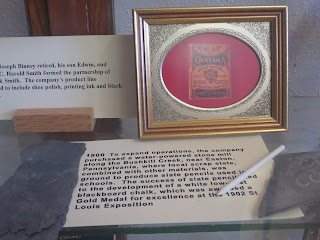 Joseph Binney retired, his son Edwin, and
C. Harold Smith formed the partnership of
& Smith. The company's product line
to include shoe polish, printing ink and black
1900 To expand operations, the company
purchased a water-powered stone mill
along the Bushkill Creek, near Easton,
Pennsylvania, where local scrap slate,
combined with other materials, was
ground to produce slate pencils used in
schools. The success of slate pencils led
to the development of a white
blackboard chalk, which was awarded a
Gold Medal for excellence at the 1902 St.
Louis Exposition